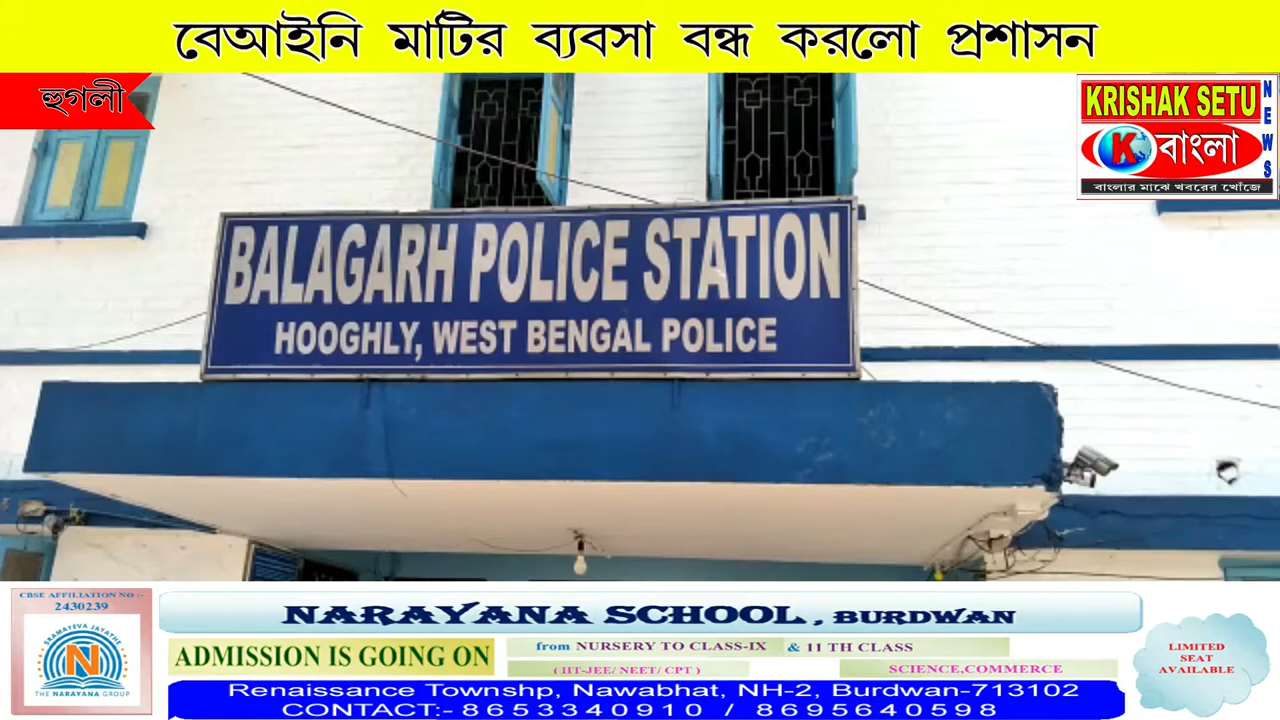 বেআইনি মাটির ব্যবসা বন্ধ করলো প্রশাসন
হুগলী
KRISHAK SETU
NEWS
K বাংলা
বাংলার মাঝে খবরের খোঁজে
BALAGARH POLICE STATION
HOOGHLY, WEST BENGAL POLICE
CBSE AFFILIATION NO :-
2430239
SRAMAYEVA JAYATHE
N
THE NARAYANA GROUP
NARAYANA SCHOOL, BURDWAN
ADMISSION IS GOING ON
from NURSERY TO CLASS-IX & 11 TH CLASS
( IIT-JEE/ NEET/ CPT )
SCIENCE,COMMERCE
Renaissance Townshp, Nawabhat, NH-2, Burdwan-713102
CONTACT:- 8653340910 / 8695640598
LIMITED
SEAT
AVAILABLE